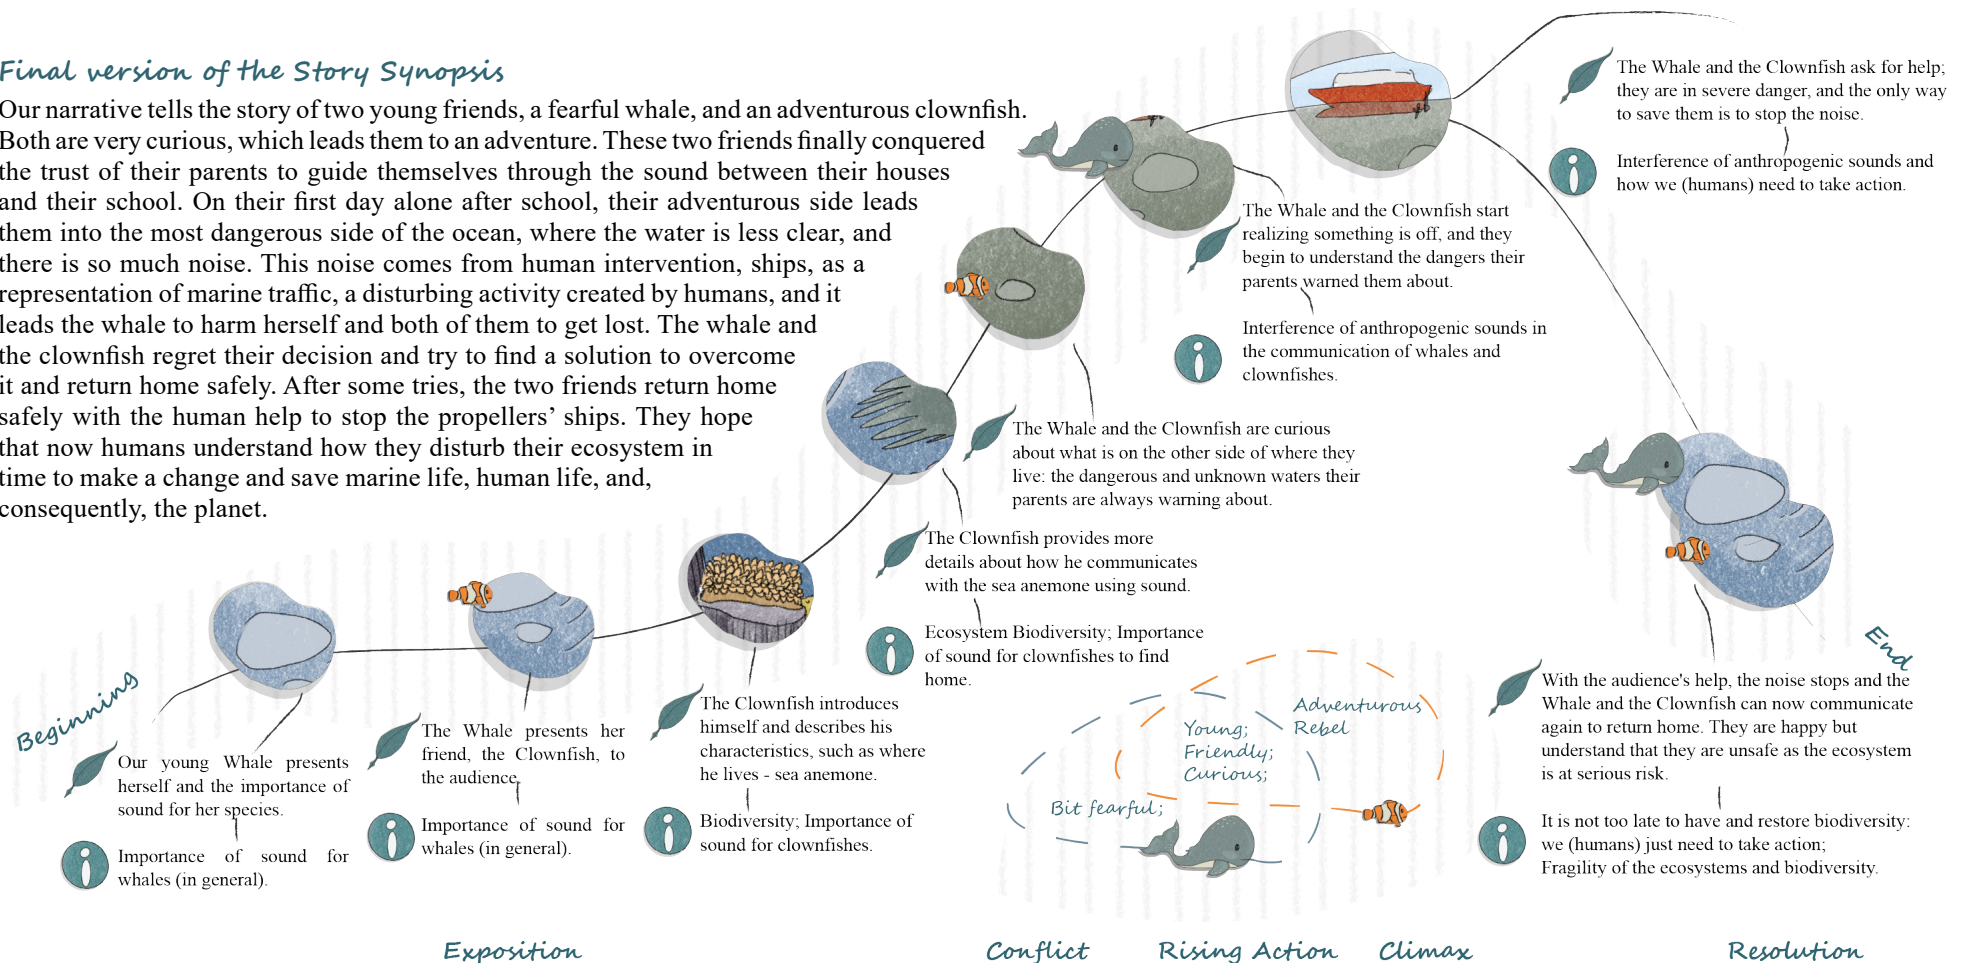 Final version of the Story Synopsis
Our narrative tells the story of two young friends, a fearful whale, and an adventurous clownfish.
Both are very curious, which leads them to an adventure. These two friends finally conquered
the trust of their parents to guide themselves through the sound between their houses
and their school. On their first day alone after school, their adventurous side leads
them into the most dangerous side of the ocean, where the water is less clear, and
there is so much noise. This noise comes from human intervention, ships, as a
representation of marine traffic, a disturbing activity created by humans, and it
leads the whale to harm herself and both of them to get lost. The whale and
the clownfish regret their decision and try to find a solution to overcome
it and return home safely. After some tries, the two friends return home
safely with the human help to stop the propellers’ ships. They hope
that now humans understand how they disturb their ecosystem in
time to make a change and save marine life, human life, and,
consequently, the planet.
Beginning
Our young Whale presents
herself and the importance of
sound for her species.
Importance of sound for
whales (in general).
The Whale presents her
friend, the Clownfish, to
the audience.
Importance of sound for
whales (in general).
The Clownfish introduces
himself and describes his
characteristics, such as where
he lives - sea anemone.
Biodiversity; Importance of
sound for clownfishes.
The Clownfish provides more
details about how he communicates
with the sea anemone using sound.
Ecosystem Biodiversity; Importance
of sound for clownfishes to find
home.
The Whale and the Clownfish are curious
about what is on the other side of where they
live: the dangerous and unknown waters their
parents are always warning about.
The Whale and the Clownfish start
realizing something is off, and they
begin to understand the dangers their
parents warned them about.
Interference of anthropogenic sounds in
the communication of whales and
clownfishes.
The Whale and the Clownfish ask for help;
they are in severe danger, and the only way
to save them is to stop the noise.
Interference of anthropogenic sounds and
how we (humans) need to take action.
End
With the audience's help, the noise stops and the
Whale and the Clownfish can now communicate
again to return home. They are happy but
understand that they are unsafe as the ecosystem
is at serious risk.
It is not too late to have and restore biodiversity:
we (humans) just need to take action;
Fragility of the ecosystems and biodiversity.
Bit fearful;
Young;
Friendly;
Curious;
Adventurous
Rebel
Exposition
Conflict
Rising Action
Climax
Resolution